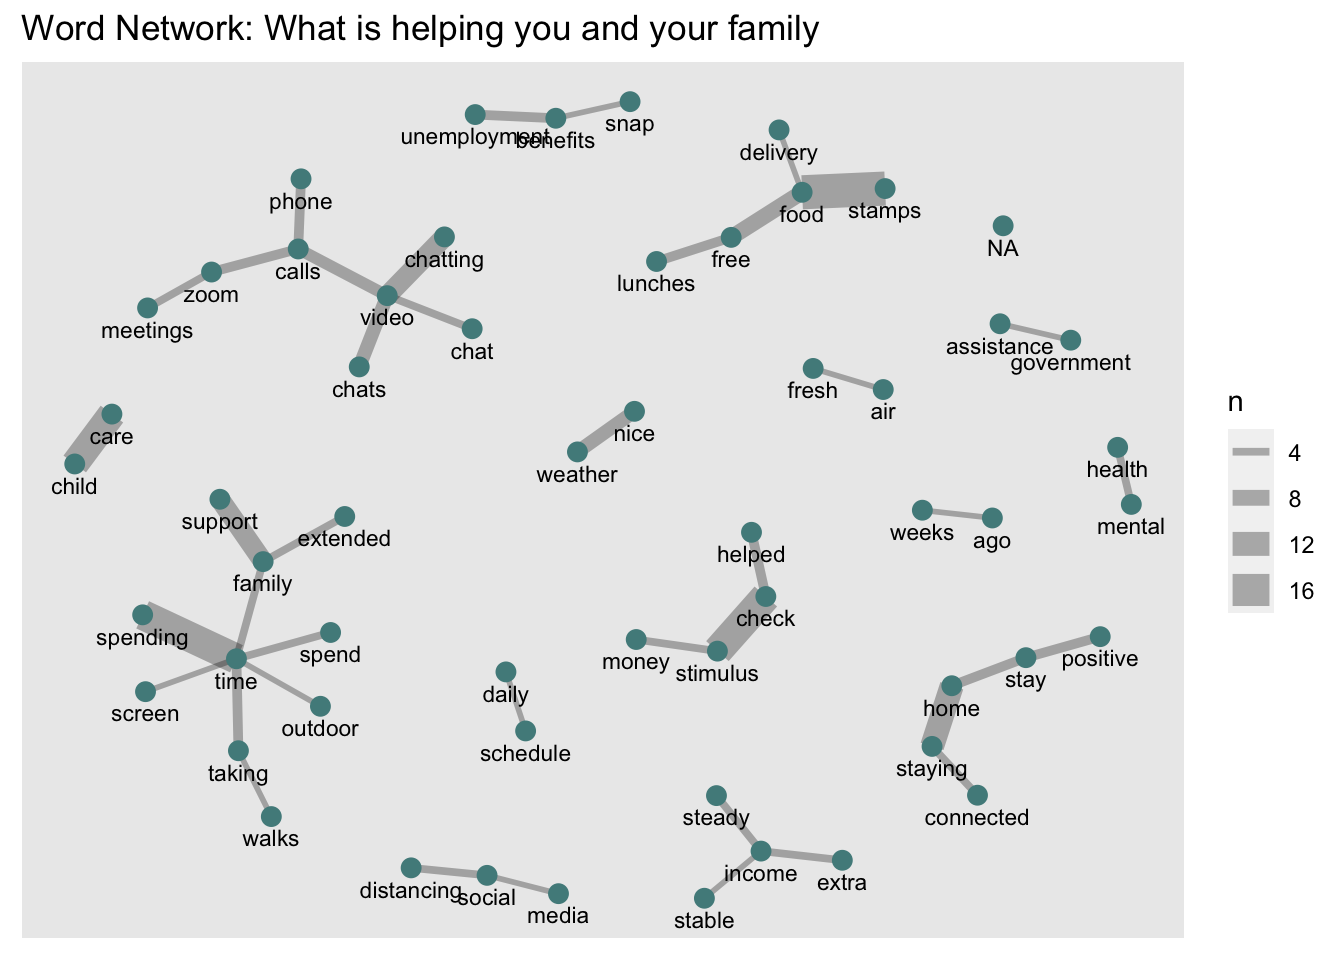 Word Network: What is helping you and your family
snap
unemployment
benefits
delivery
phone
food
stamps
NA
chatting
free
calls
lunches
zoom
video
meetings
assistance
chat
government
chats
fresh
air
care
nice
health
weather
child
support
mental
weeks
extended
ago
helped
family
check
spending
spend
money
stimulus
positive
time
stay
daily
home
screen
outdoor
schedule
staying
taking
steady
connected
walks
income
extra
distancing
social
media
stable
n
4
8
12
16